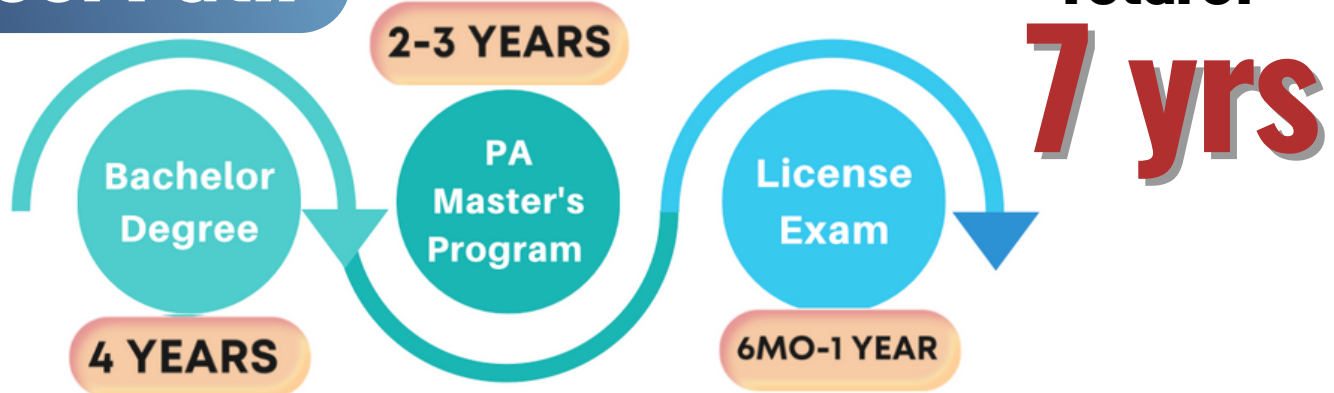 2-3 YEARS
7 yrs
Bachelor
Degree
4 YEARS
PA
Master's
Program
License
Exam
6MO-1 YEAR